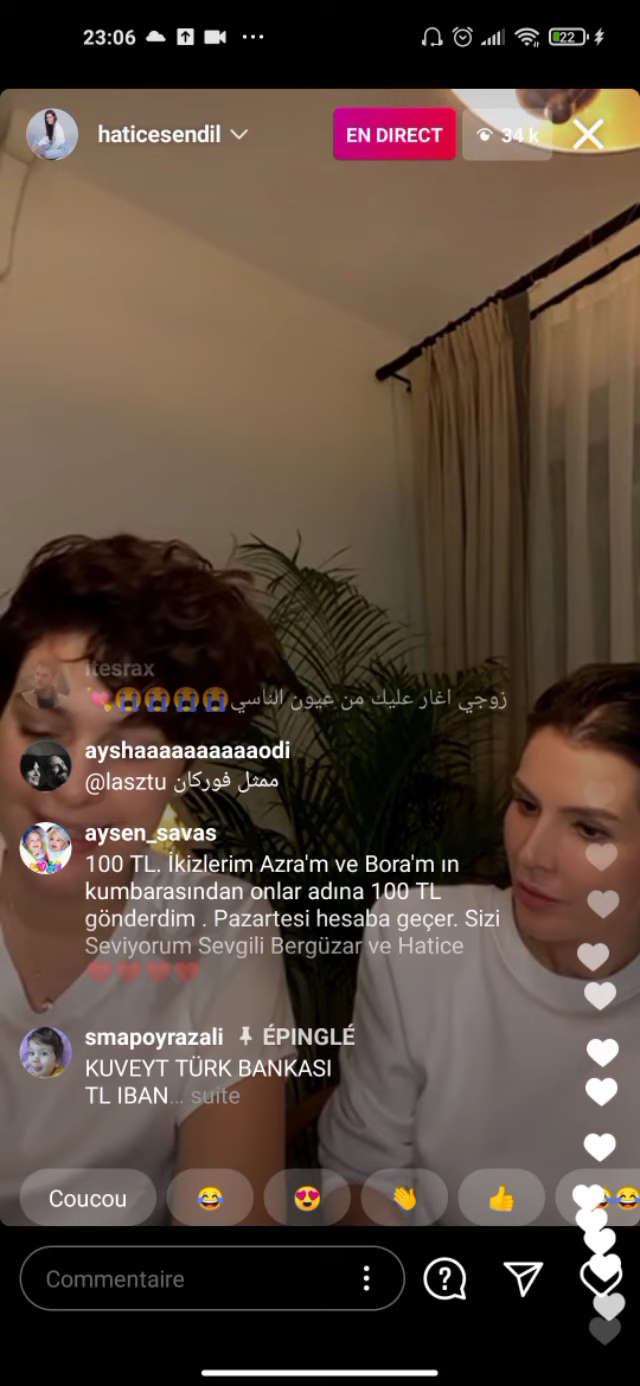 23:06
22
haticesendil
EN DIRECT
34 k
itesrax
زوجي اغار عليك من عيون الناسي😭😭😭😭💘
ayshaaaaaaaaaaodi
@lasztu ممثل فوركان
aysen_savas
100 TL. İkizlerim Azra'm ve Bora'm ın
kumbarasından onlar adına 100 TL
gönderdim . Pazartesi hesaba geçer. Sizi
Seviyorum Sevgili Bergüzar ve Hatice
❤️❤️❤️❤️
smapoyrazali ÉPINGLÉ
KUVEYT TÜRK BANKASI
TL IBAN... suite
Coucou 😂 😍 👋 👍 😂😂
Commentaire